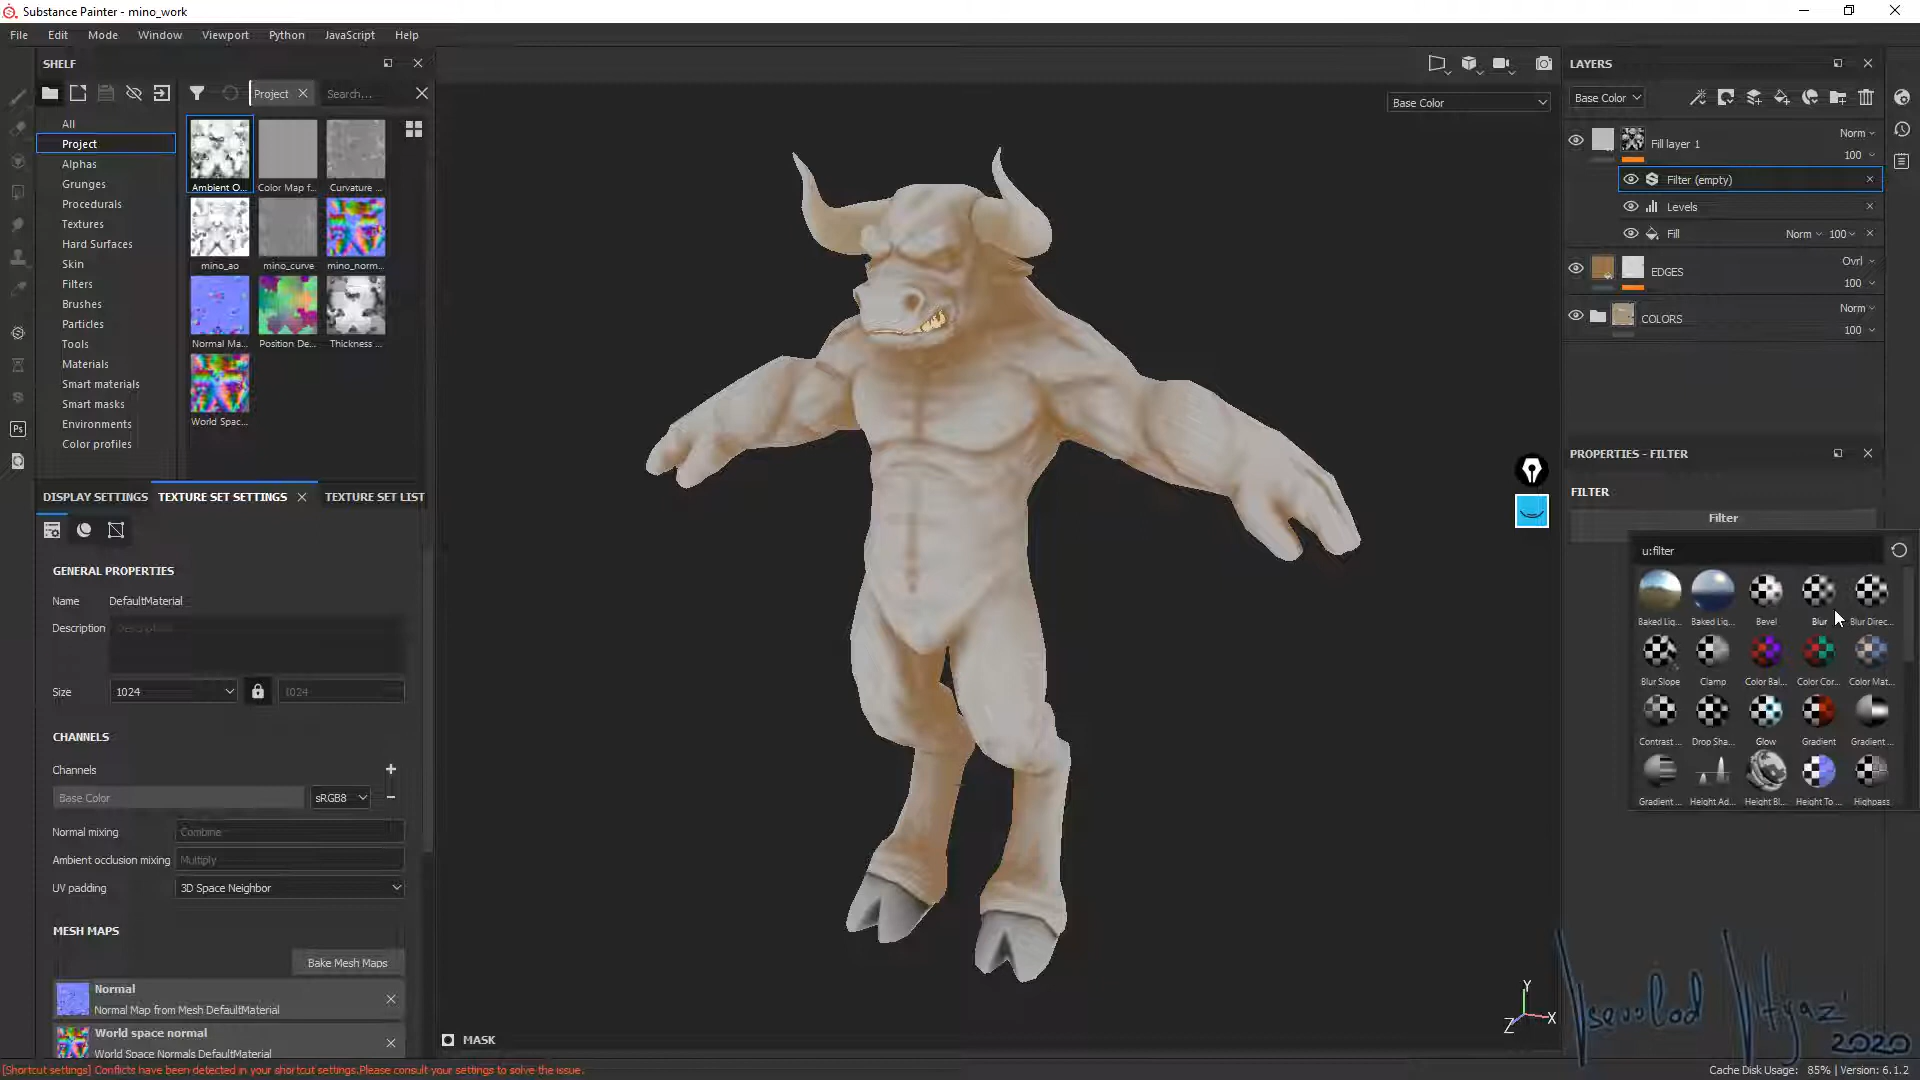 Substance Painter - mino_work
File Edit Mode Window Viewport Python JavaScript Help
SHELF
Project
Search...
All
Project
Alphas
Grunges
Procedurals
Textures
Hard Surfaces
Skin
Filters
Brushes
Particles
Tools
Materials
Smart materials
Smart masks
Environments
Color profiles
Ambient O... Color Map f... Curvature ...
mino_ao mino_curve mino_norm...
Normal Ma... Position De... Thickness ...
World Spac...
DISPLAY SETTINGS TEXTURE SET SETTINGS TEXTURE SET LIST
GENERAL PROPERTIES
Name DefaultMaterial
Description Description
Size 1024 1024
CHANNELS
Channels
Base Color sRGB8
Normal mixing Combine
Ambient occlusion mixing Multiply
UV padding 3D Space Neighbor
MESH MAPS
Bake Mesh Maps
Normal
Normal Map from Mesh DefaultMaterial
World space normal
World Space Normals DefaultMaterial
Base Color
MASK
Y
Z X
LAYERS
Base Color
Fill layer 1 Norm
100
Filter (empty)
Levels
Fill Norm 100
EDGES Ovrl
100
COLORS Norm
100
PROPERTIES - FILTER
FILTER
Filter
u:filter
Baked Lig... Baked Lig... Bevel Blur Blur Direc...
Blur Slope Clamp Color Bal... Color Cor... Color Mat...
Contrast ... Drop Sha... Glow Gradient Gradient ...
Gradient ... Height Ad... Height Bl... Height To ... Highpass
Ps
2020
[Shortcut settings] Conflicts have been detected in your shortcut settings.Please consult your settings to solve the issue.
Cache Disk Usage: 85% | Version: 6.1.2